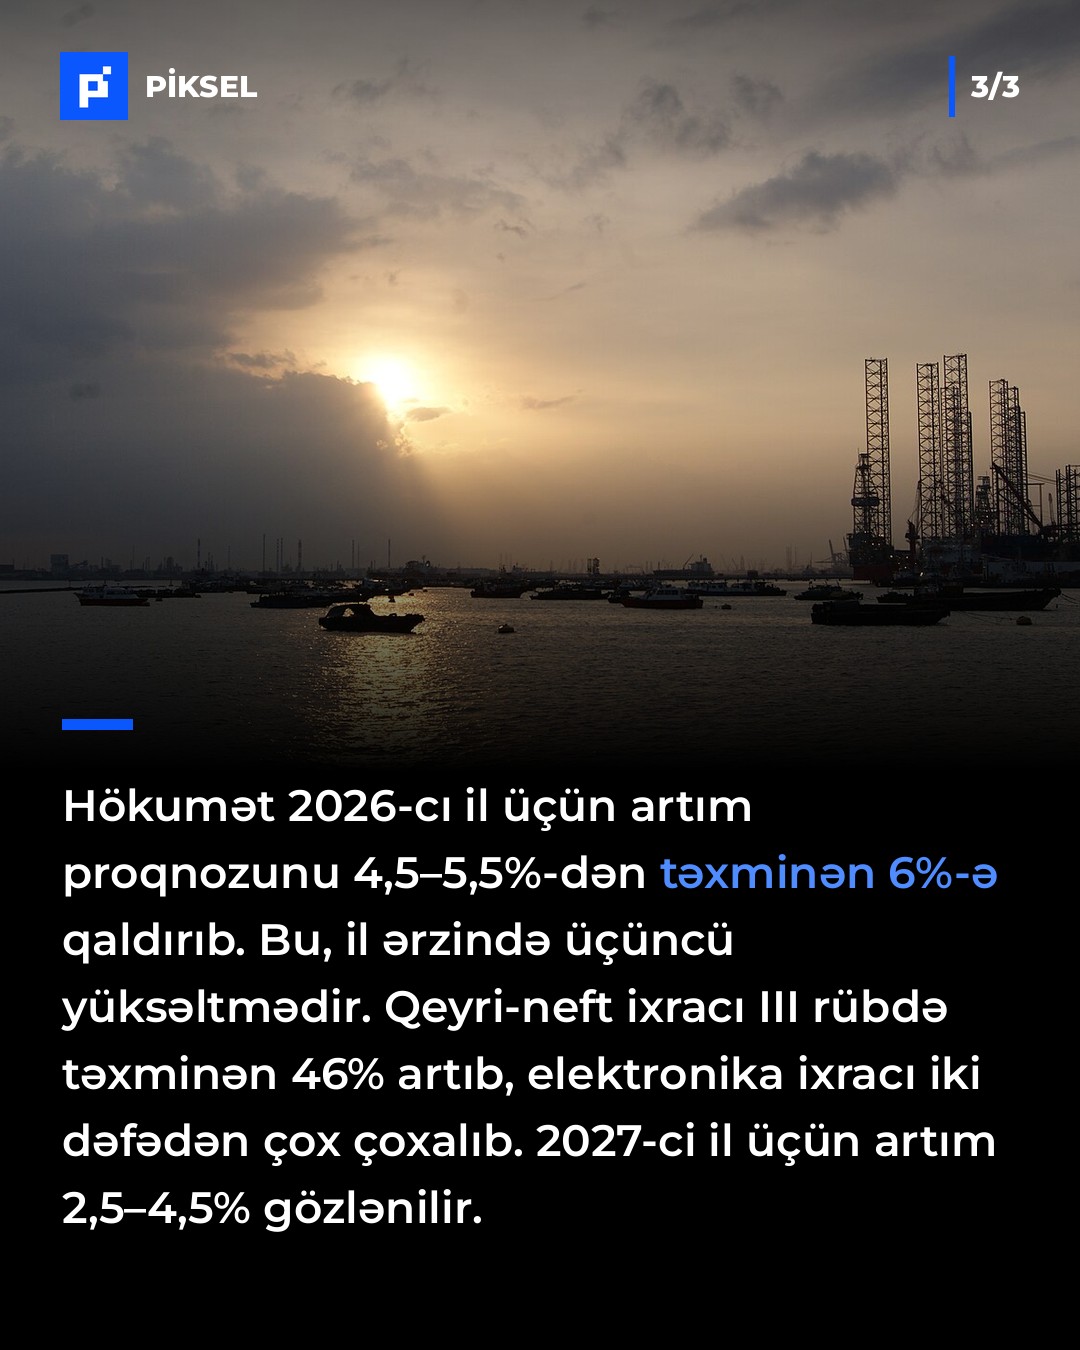 PİKSEL
3/3
Hökumət 2026-cı il üçün artım
proqnozunu 4,5–5,5%-dən təxminən 6%-ə
qaldırıb. Bu, il ərzində üçüncü
yüksəltmədir. Qeyri-neft ixracı III rübdə
təxminən 46% artıb, elektronika ixracı iki
dəfədən çox çoxalıb. 2027-ci il üçün artım
2,5–4,5% gözlənilir.